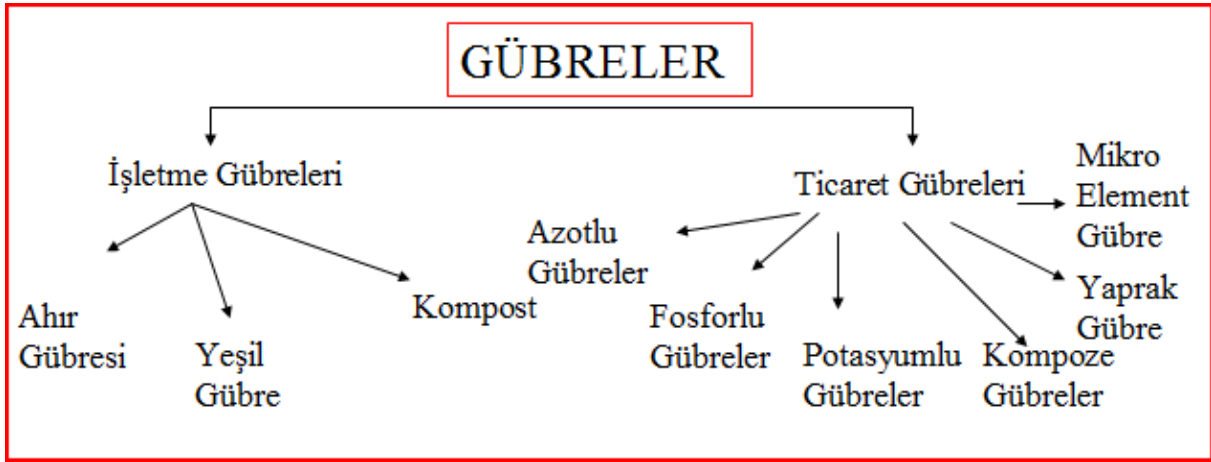 GÜBRELER
İşletme Gübreleri
Ahır
Gübresi
Yeşil
Gübre
Kompost
Ticaret Gübreleri
Azotlu
Gübreler
Fosforlu
Gübreler
Potasyumlu
Gübreler
Kompoze
Gübreler
Yaprak
Gübre
Mikro
Element
Gübre